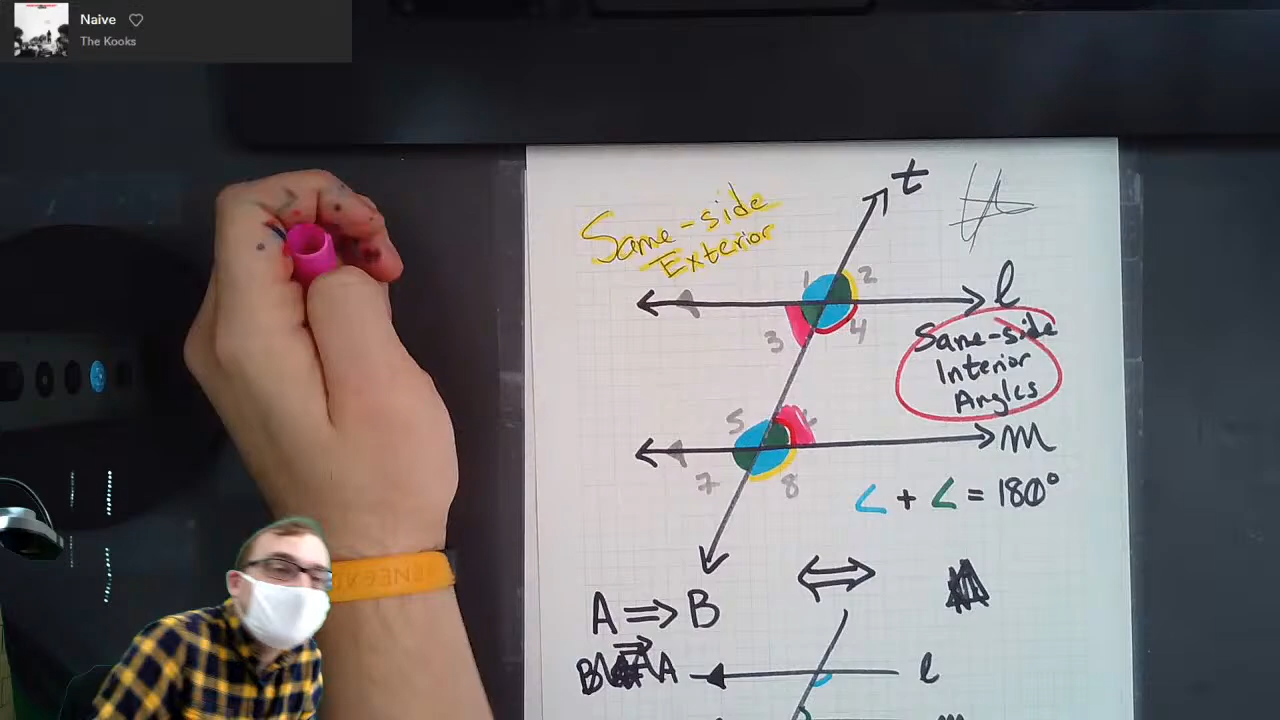 Naive
The Kooks
t
Same-side
Exterior
1
2
l
3
4
Same-side
Interior
Angles
5
m
7
8
∠ + ∠ = 180°
⟺
A ⟹ B
A
l
m